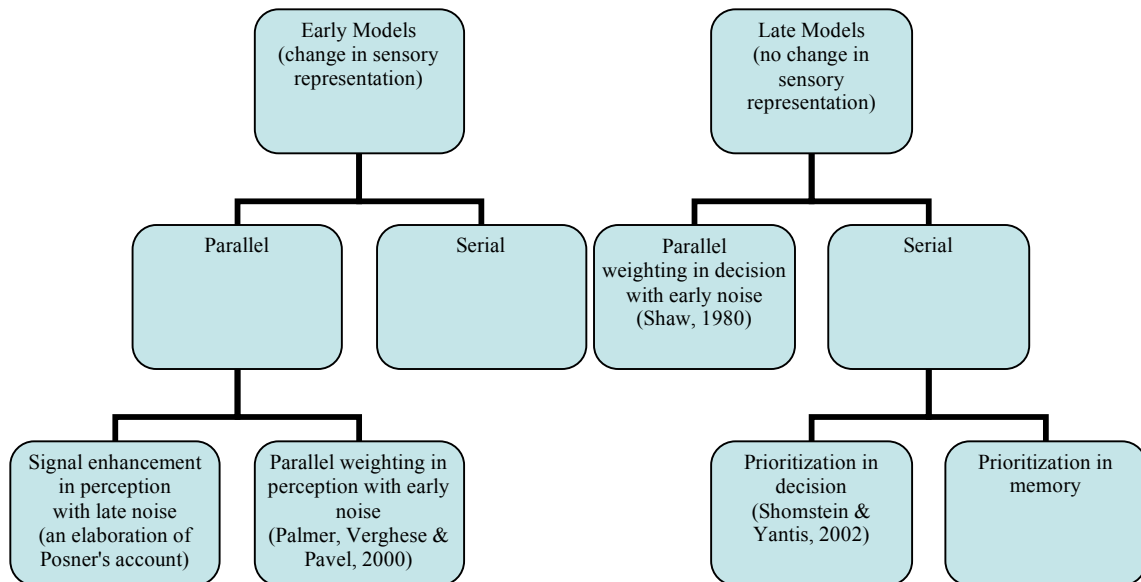 Early Models
(change in sensory
representation)
Late Models
(no change in
sensory
representation)
Parallel
Serial
Parallel
weighting in decision
with early noise
(Shaw, 1980)
Serial
Signal enhancement
in perception
with late noise
(an elaboration of
Posner's account)
Parallel weighting in
perception with early
noise
(Palmer, Verghese &
Pavel, 2000)
Prioritization in
decision
(Shomstein &
Yantis, 2002)
Prioritization in
memory